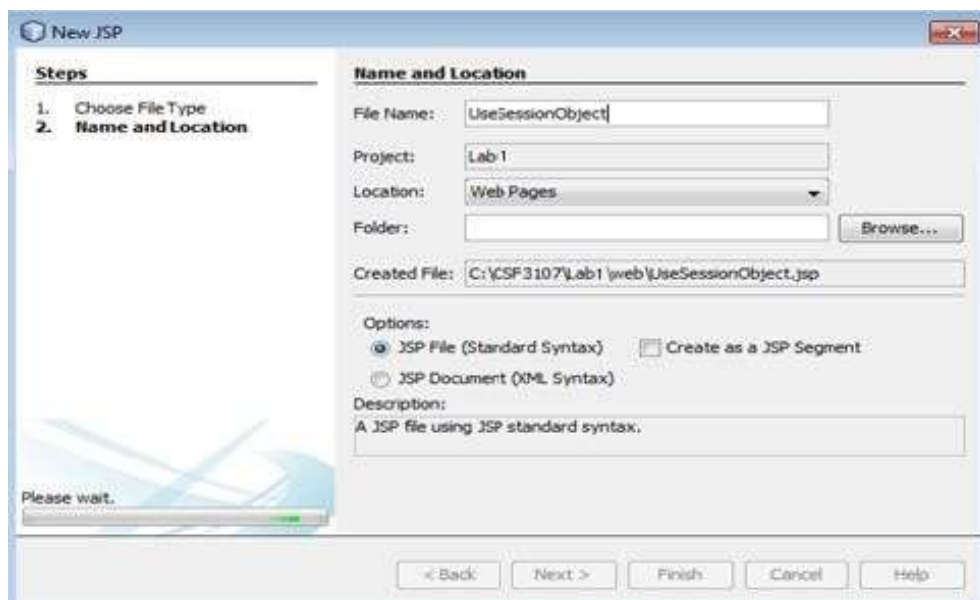 New JSP
Steps
1. Choose File Type
2. Name and Location
Please wait.
Name and Location
File Name: UseSessionObject
Project: Lab1
Location: Web Pages
Folder: Browse...
Created File: C:\CSF3107\Lab1\web\UseSessionObject.jsp
Options:
JSP File (Standard Syntax) Create as a JSP Segment
JSP Document (XML Syntax)
Description:
A JSP file using JSP standard syntax.
< Back Next > Finish Cancel Help